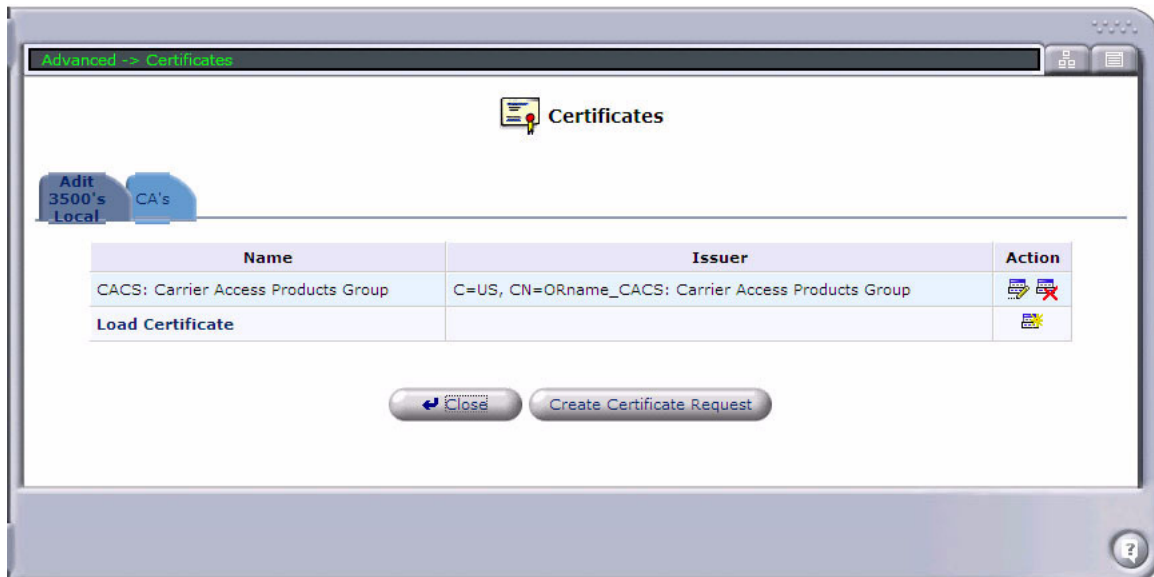 Advanced -> Certificates
Certificates
Adit
3500's
Local
CA's
Name Issuer Action
CACS: Carrier Access Products Group C=US, CN=ORname_CACS: Carrier Access Products Group
Load Certificate
Close Create Certificate Request
?